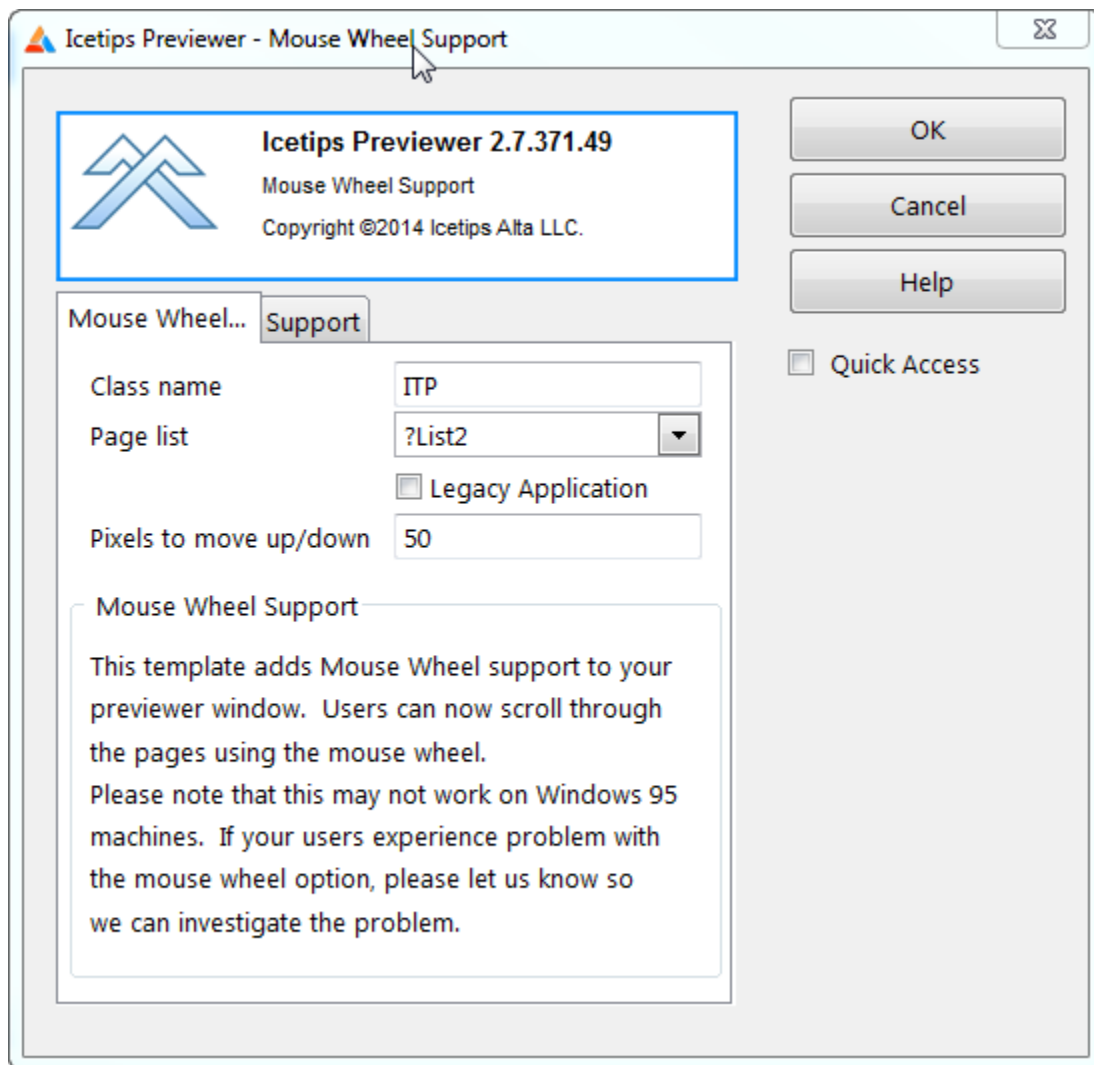 Icetips Previewer - Mouse Wheel Support
Icetips Previewer 2.7.371.49
Mouse Wheel Support
Copyright ©2014 Icetips Alta LLC.
OK
Cancel
Help
Quick Access
Mouse Wheel... Support
Class name ITP
Page list ?List2
Legacy Application
Pixels to move up/down 50
Mouse Wheel Support
This template adds Mouse Wheel support to your
previewer window.  Users can now scroll through
the pages using the mouse wheel.
Please note that this may not work on Windows 95
machines.  If your users experience problem with
the mouse wheel option, please let us know so
we can investigate the problem.